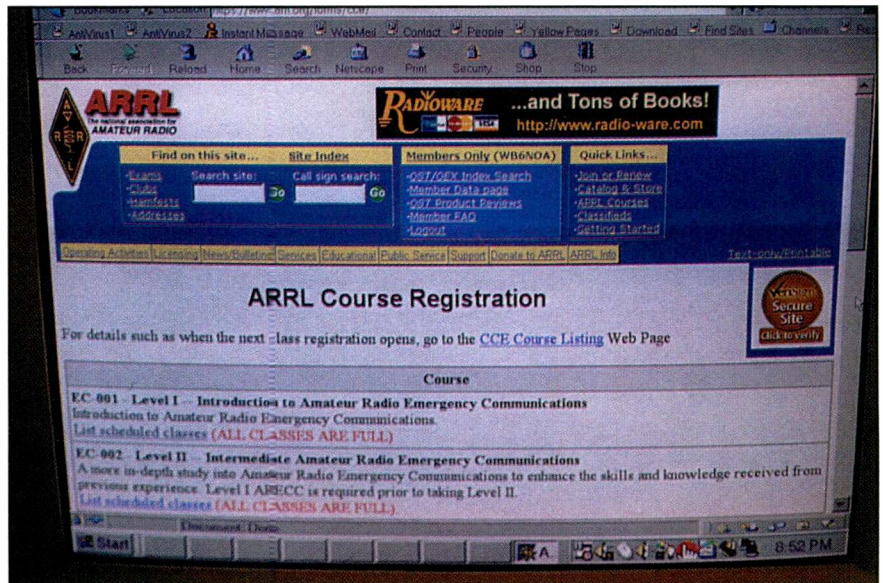 Bookmarks Location https://www.arrl.org/forms/cce/
AntiVirus1 AntiVirus2 Instant Message WebMail Contact People Yellow Pages Download Find Sites Channels
Back Forward Reload Home Search Netscape Print Security Shop Stop
ARRL
The national association for
AMATEUR RADIO
RADIOWARE ...and Tons of Books!
VISA http://www.radio-ware.com
Find on this site... Site Index Members Only (WB6NOA) Quick Links...
·Exams Search site: Call sign search: ·QST/QEX Index Search ·Join or Renew
·Clubs Go Go ·Member Data page ·Catalog & Store
·Hamfests ·QST Product Reviews ·ARRL Courses
·Addresses ·Member FAQ ·Classifieds
·Logout ·Getting Started
Operating Activities Licensing News/Bulletins Services Educational Public Service Support Donate to ARRL ARRL Info Text-only/Printable
ARRL Course Registration
VeriSign
Secure
Site
Click to verify
For details such as when the next class registration opens, go to the CCE Course Listing Web Page
Course
EC-001 - Level I -- Introduction to Amateur Radio Emergency Communications
Introduction to Amateur Radio Emergency Communications.
List scheduled classes (ALL CLASSES ARE FULL)
EC-002 - Level II -- Intermediate Amateur Radio Emergency Communications
A more in-depth study into Amateur Radio Emergency Communications to enhance the skills and knowledge received from
previous experience. Level I ARECC is required prior to taking Level II.
List scheduled classes (ALL CLASSES ARE FULL)
Document: Done
Start A 8:52 PM